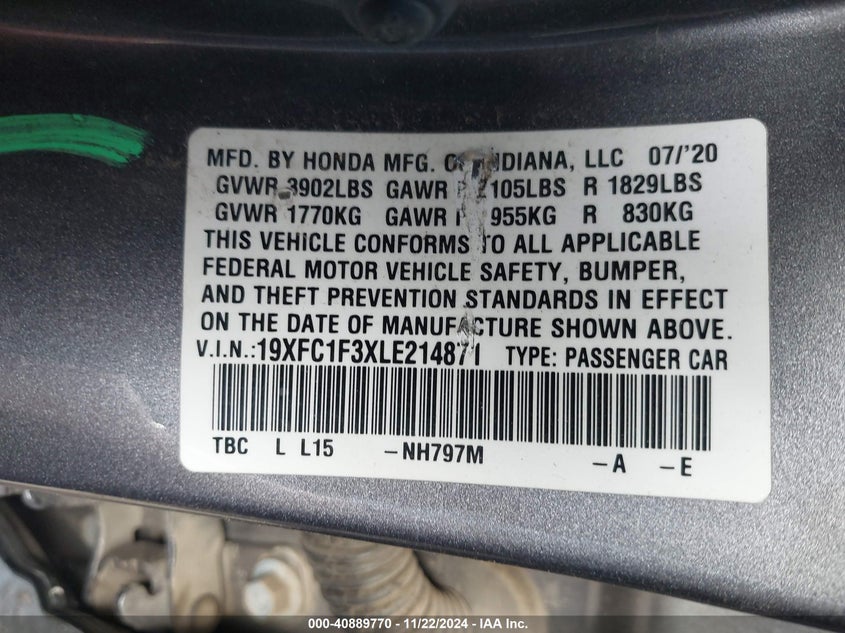 MFD. BY HONDA MFG. OF INDIANA, LLC 07/'20
GVWR 3902LBS GAWR F 2105LBS R 1829LBS
GVWR 1770KG GAWR F 955KG R 830KG
THIS VEHICLE CONFORMS TO ALL APPLICABLE
FEDERAL MOTOR VEHICLE SAFETY, BUMPER,
AND THEFT PREVENTION STANDARDS IN EFFECT
ON THE DATE OF MANUFACTURE SHOWN ABOVE.
V.I.N.:19XFC1F3XLE214871 TYPE: PASSENGER CAR
TBC L L15 -NH797M -A -E
000-40889770 - 11/22/2024 - IAA Inc.